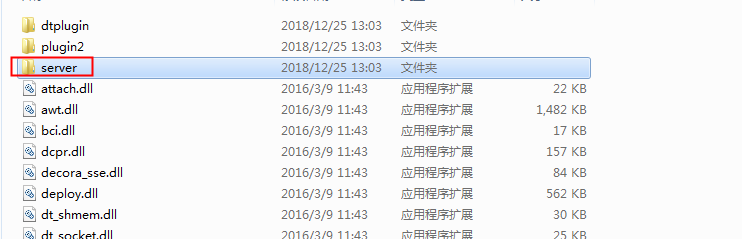 dtplugin 2018/12/25 13:03 文件夹
plugin2 2018/12/25 13:03 文件夹
server 2018/12/25 13:03 文件夹
attach.dll 2016/3/9 11:43 应用程序扩展 22 KB
awt.dll 2016/3/9 11:43 应用程序扩展 1,482 KB
bci.dll 2016/3/9 11:43 应用程序扩展 17 KB
dcpr.dll 2016/3/9 11:43 应用程序扩展 157 KB
decora_sse.dll 2016/3/9 11:43 应用程序扩展 84 KB
deploy.dll 2016/3/9 11:43 应用程序扩展 562 KB
dt_shmem.dll 2016/3/9 11:43 应用程序扩展 30 KB
dt_socket.dll 2016/3/9 11:43 应用程序扩展 25 KB